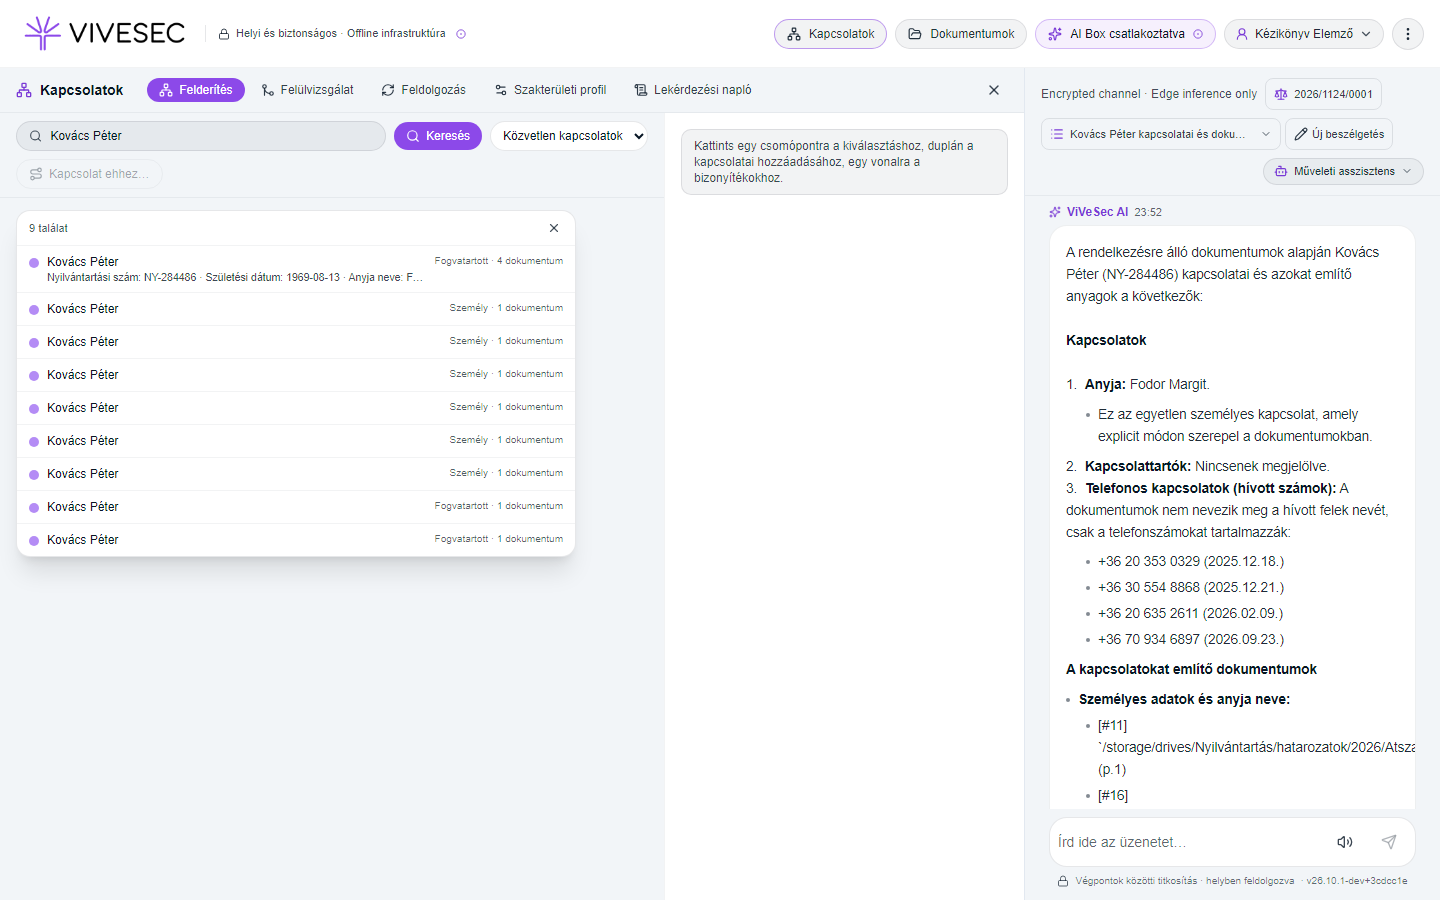 VIVESEC
Helyi és biztonságos · Offline infrastruktúra
Kapcsolatok
Dokumentumok
AI Box csatlakoztatva
Kézikönyv Elemző
Kapcsolatok
Felderítés
Felülvizsgálat
Feldolgozás
Szakterületi profil
Lekérdezési napló
Kovács Péter
Keresés
Közvetlen kapcsolatok
Kapcsolat ehhez...
9 találat
Kovács Péter
Fogvatartott · 4 dokumentum
Nyilvántartási szám: NY-284486 · Születési dátum: 1969-08-13 · Anyja neve: F...
Kovács Péter
Személy · 1 dokumentum
Kovács Péter
Személy · 1 dokumentum
Kovács Péter
Személy · 1 dokumentum
Kovács Péter
Személy · 1 dokumentum
Kovács Péter
Személy · 1 dokumentum
Kovács Péter
Személy · 1 dokumentum
Kovács Péter
Fogvatartott · 1 dokumentum
Kovács Péter
Fogvatartott · 1 dokumentum
Kattints egy csomópontra a kiválasztáshoz, duplán a
kapcsolatai hozzáadásához, egy vonalra a
bizonyítékokhoz.
Encrypted channel · Edge inference only
2026/1124/0001
Kovács Péter kapcsolatai és doku...
Új beszélgetés
Műveleti asszisztens
ViVeSec AI 23:52
A rendelkezésre álló dokumentumok alapján Kovács
Péter (NY-284486) kapcsolatai és azokat említő
anyagok a következők:
Kapcsolatok
1. Anyja: Fodor Margit.
• Ez az egyetlen személyes kapcsolat, amely
explicit módon szerepel a dokumentumokban.
2. Kapcsolattartók: Nincsenek megjelölve.
3. Telefonos kapcsolatok (hívott számok): A
dokumentumok nem nevezik meg a hívott felek nevét,
csak a telefonszámokat tartalmazzák:
• +36 20 353 0329 (2025.12.18.)
• +36 30 554 8868 (2025.12.21.)
• +36 20 635 2611 (2026.02.09.)
• +36 70 934 6897 (2026.09.23.)
A kapcsolatokat említő dokumentumok
• Személyes adatok és anyja neve:
• [#11]
`/storage/drives/Nyilvántartás/hatarozatok/2026/Atsza
(p.1)
• [#16]
Írd ide az üzenetet...
Végpontok közötti titkosítás · helyben feldolgozva · v26.10.1-dev+3cdcc1e